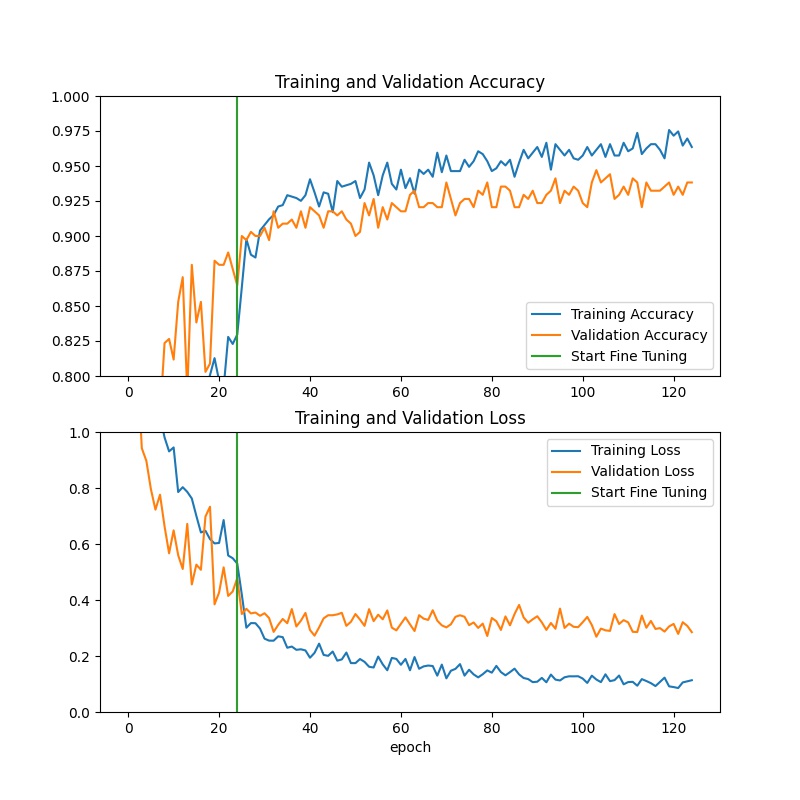 Training and Validation Accuracy
1.000
0.975
0.950
0.925
0.900
0.875
0.850
0.825
0.800
Training Accuracy
Validation Accuracy
Start Fine Tuning
0 20 40 60 80 100 120
Training and Validation Loss
1.0
0.8
0.6
0.4
0.2
0.0
Training Loss
Validation Loss
Start Fine Tuning
0 20 40 60 80 100 120
epoch